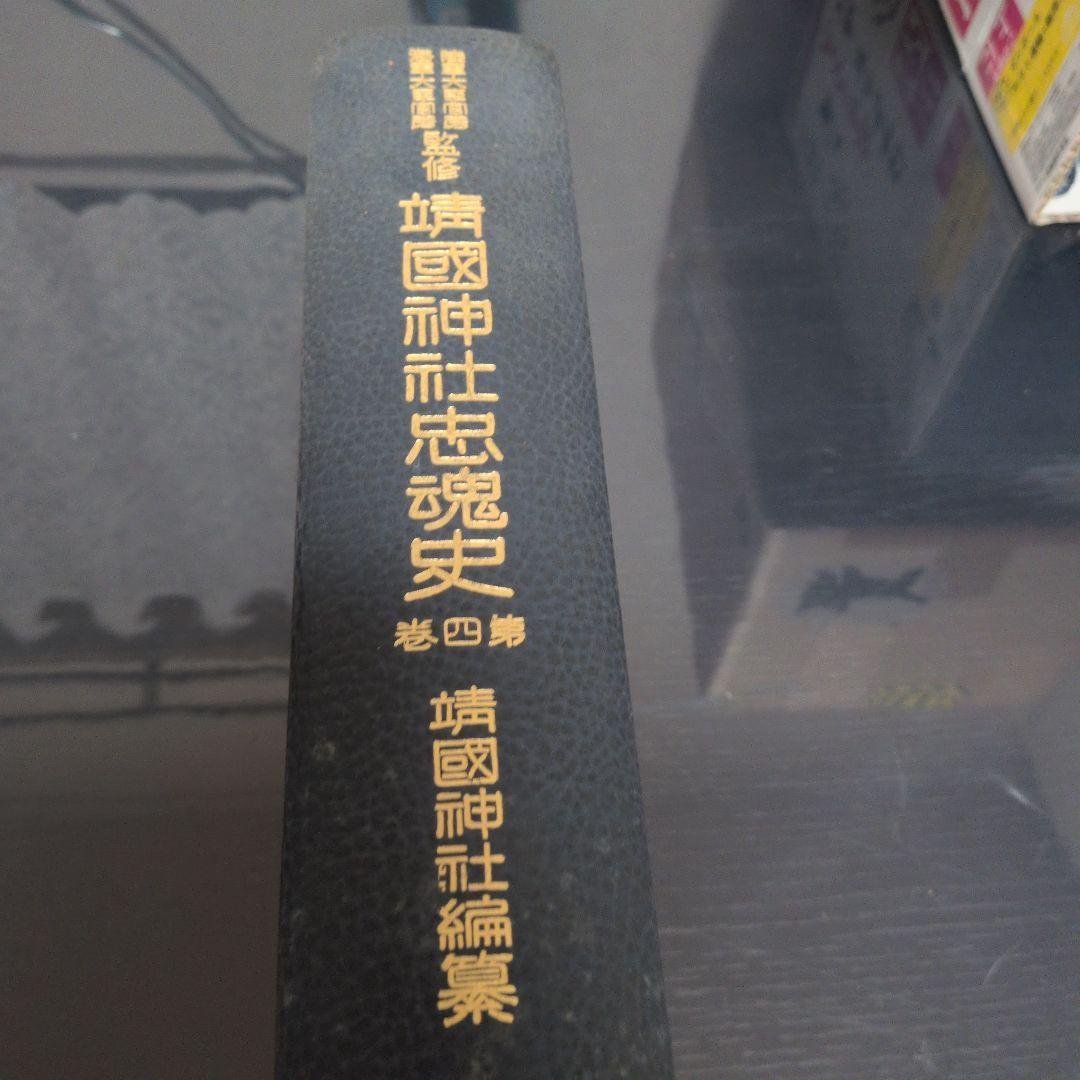 陸軍大臣官房
海軍大臣官房
監修
靖國神社忠魂史
第四卷
靖國神社編纂